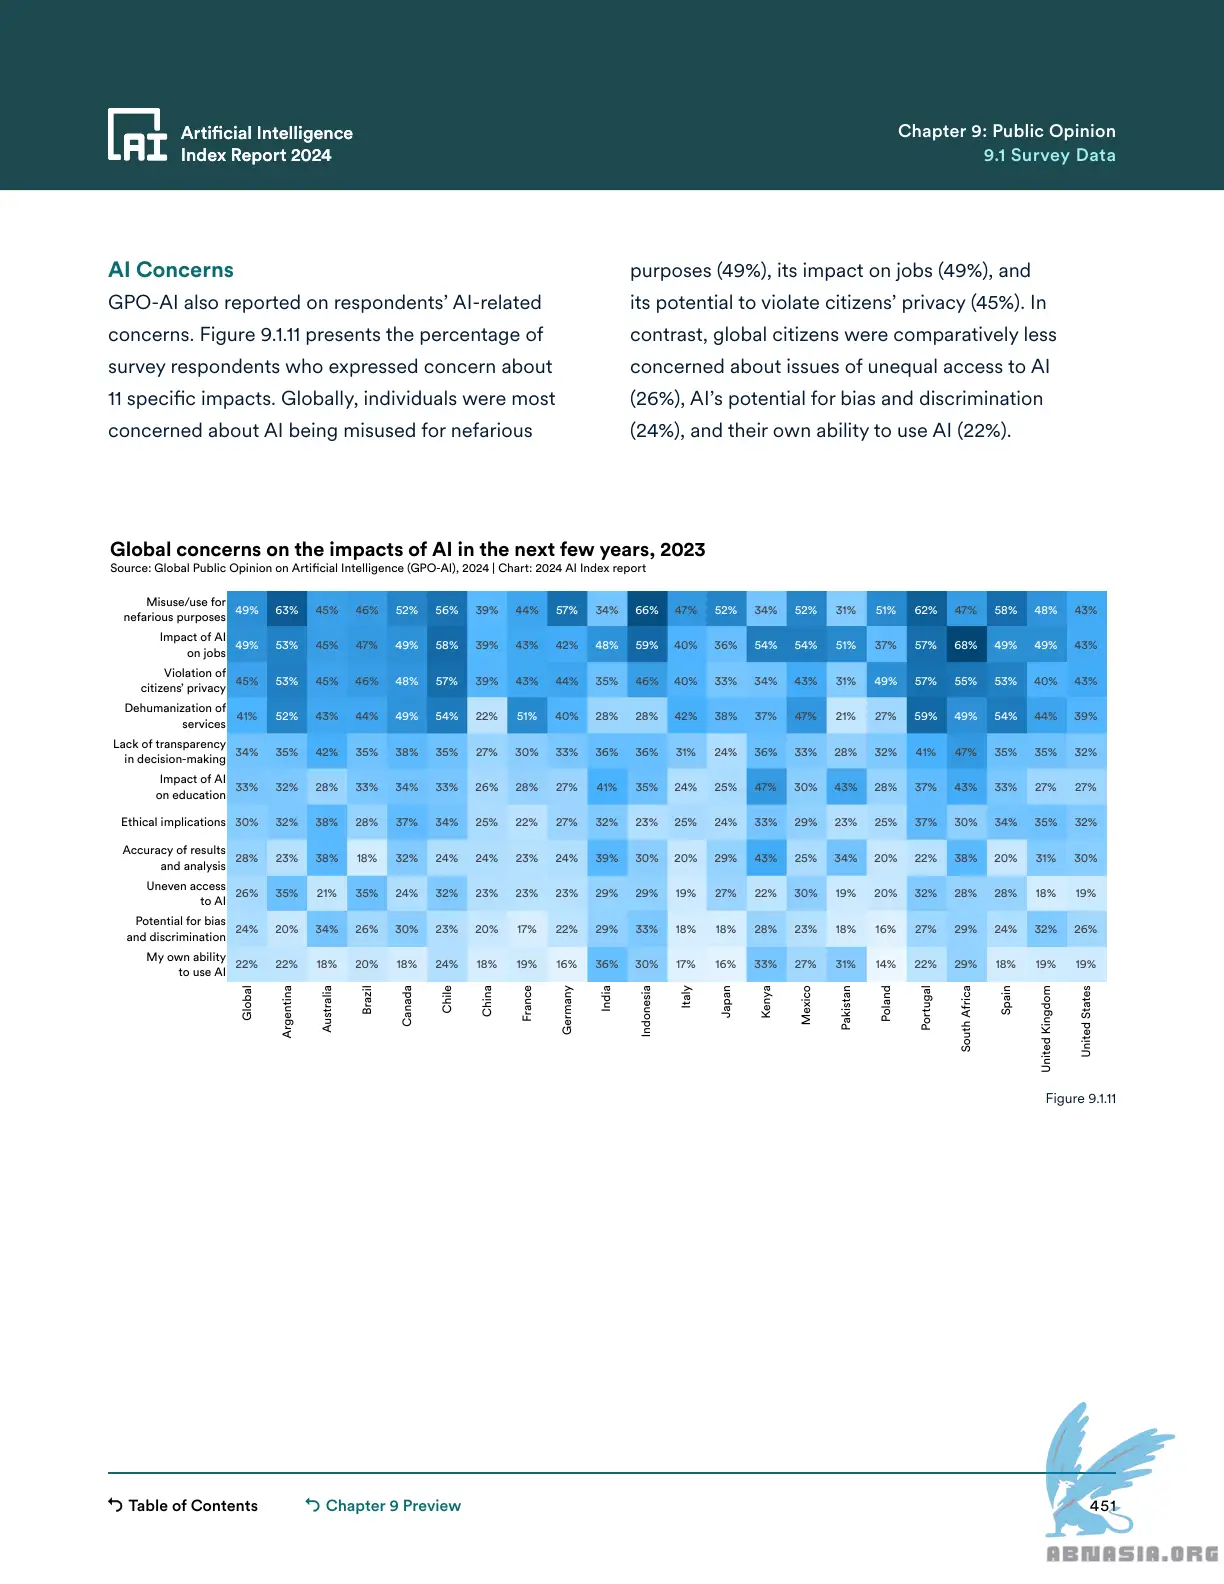 Artificial Intelligence
Index Report 2024
Chapter 9: Public Opinion
9.1 Survey Data
AI Concerns
GPO-AI also reported on respondents’ AI-related
concerns. Figure 9.1.11 presents the percentage of
survey respondents who expressed concern about
11 specific impacts. Globally, individuals were most
concerned about AI being misused for nefarious
purposes (49%), its impact on jobs (49%), and
its potential to violate citizens’ privacy (45%). In
contrast, global citizens were comparatively less
concerned about issues of unequal access to AI
(26%), AI’s potential for bias and discrimination
(24%), and their own ability to use AI (22%).
Global concerns on the impacts of AI in the next few years, 2023
Source: Global Public Opinion on Artificial Intelligence (GPO-AI), 2024 | Chart: 2024 AI Index report
Misuse/use for
nefarious purposes
49% 63% 45% 46% 52% 56% 39% 44% 57% 34% 66% 47% 52% 34% 52% 31% 51% 62% 47% 58% 48% 43%
Impact of AI
on jobs
49% 53% 45% 47% 49% 58% 39% 43% 42% 48% 59% 40% 36% 54% 54% 51% 37% 57% 68% 49% 49% 43%
Violation of
citizens’ privacy
45% 53% 45% 46% 48% 57% 39% 43% 44% 35% 46% 40% 33% 34% 43% 31% 49% 57% 55% 53% 40% 43%
Dehumanization of
services
41% 52% 43% 44% 49% 54% 22% 51% 40% 28% 28% 42% 38% 37% 47% 21% 27% 59% 49% 54% 44% 39%
Lack of transparency
in decision-making
34% 35% 42% 35% 38% 35% 27% 30% 33% 36% 36% 31% 24% 36% 33% 28% 32% 41% 47% 35% 35% 32%
Impact of AI
on education
33% 32% 28% 33% 34% 33% 26% 28% 27% 41% 35% 24% 25% 47% 30% 43% 28% 37% 43% 33% 27% 27%
Ethical implications
30% 32% 38% 28% 37% 34% 25% 22% 27% 32% 23% 25% 24% 33% 29% 23% 25% 37% 30% 34% 35% 32%
Accuracy of results
and analysis
28% 23% 38% 18% 32% 24% 24% 23% 24% 39% 30% 20% 29% 43% 25% 34% 20% 22% 38% 20% 31% 30%
Uneven access
to AI
26% 35% 21% 35% 24% 32% 23% 23% 23% 29% 29% 19% 27% 22% 30% 19% 20% 32% 28% 28% 18% 19%
Potential for bias
and discrimination
24% 20% 34% 26% 30% 23% 20% 17% 22% 29% 33% 18% 18% 28% 23% 18% 16% 27% 29% 24% 32% 26%
My own ability
to use AI
22% 22% 18% 20% 18% 24% 18% 19% 16% 36% 30% 17% 16% 33% 27% 31% 14% 22% 29% 18% 19% 19%
Global
Argentina
Australia
Brazil
Canada
Chile
China
France
Germany
India
Indonesia
Italy
Japan
Kenya
Mexico
Pakistan
Poland
Portugal
South Africa
Spain
United Kingdom
United States
Figure 9.1.11
Table of Contents
Chapter 9 Preview
451
ABNASIA.ORG